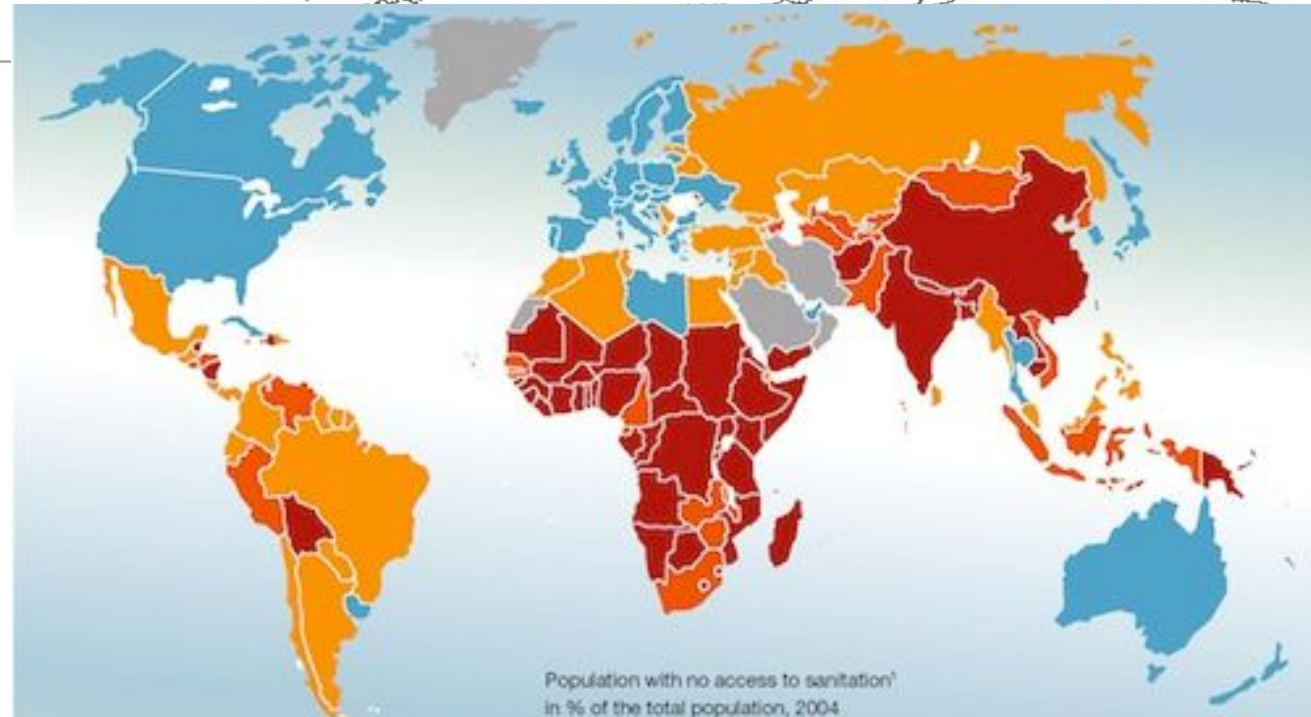 Population with no access to sanitation¹
in % of the total population, 2004